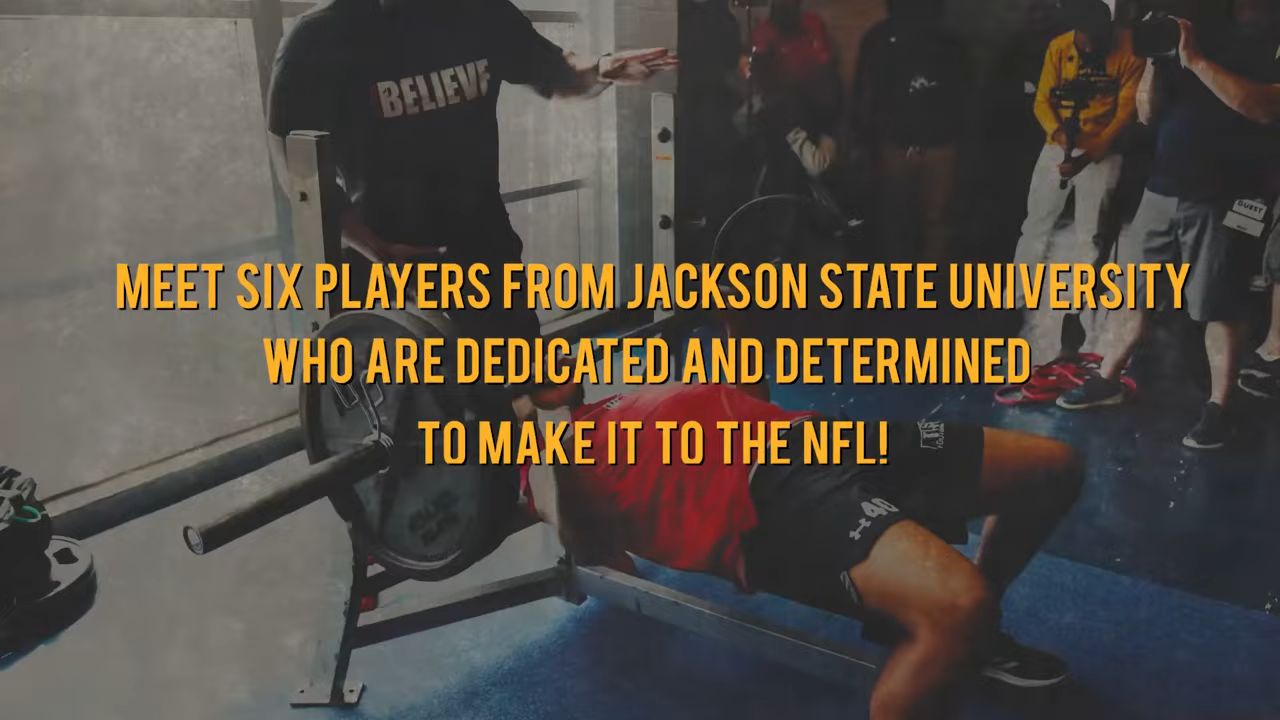 BELIEVE
GUEST
MEET SIX PLAYERS FROM JACKSON STATE UNIVERSITY
WHO ARE DEDICATED AND DETERMINED
TO MAKE IT TO THE NFL!
40